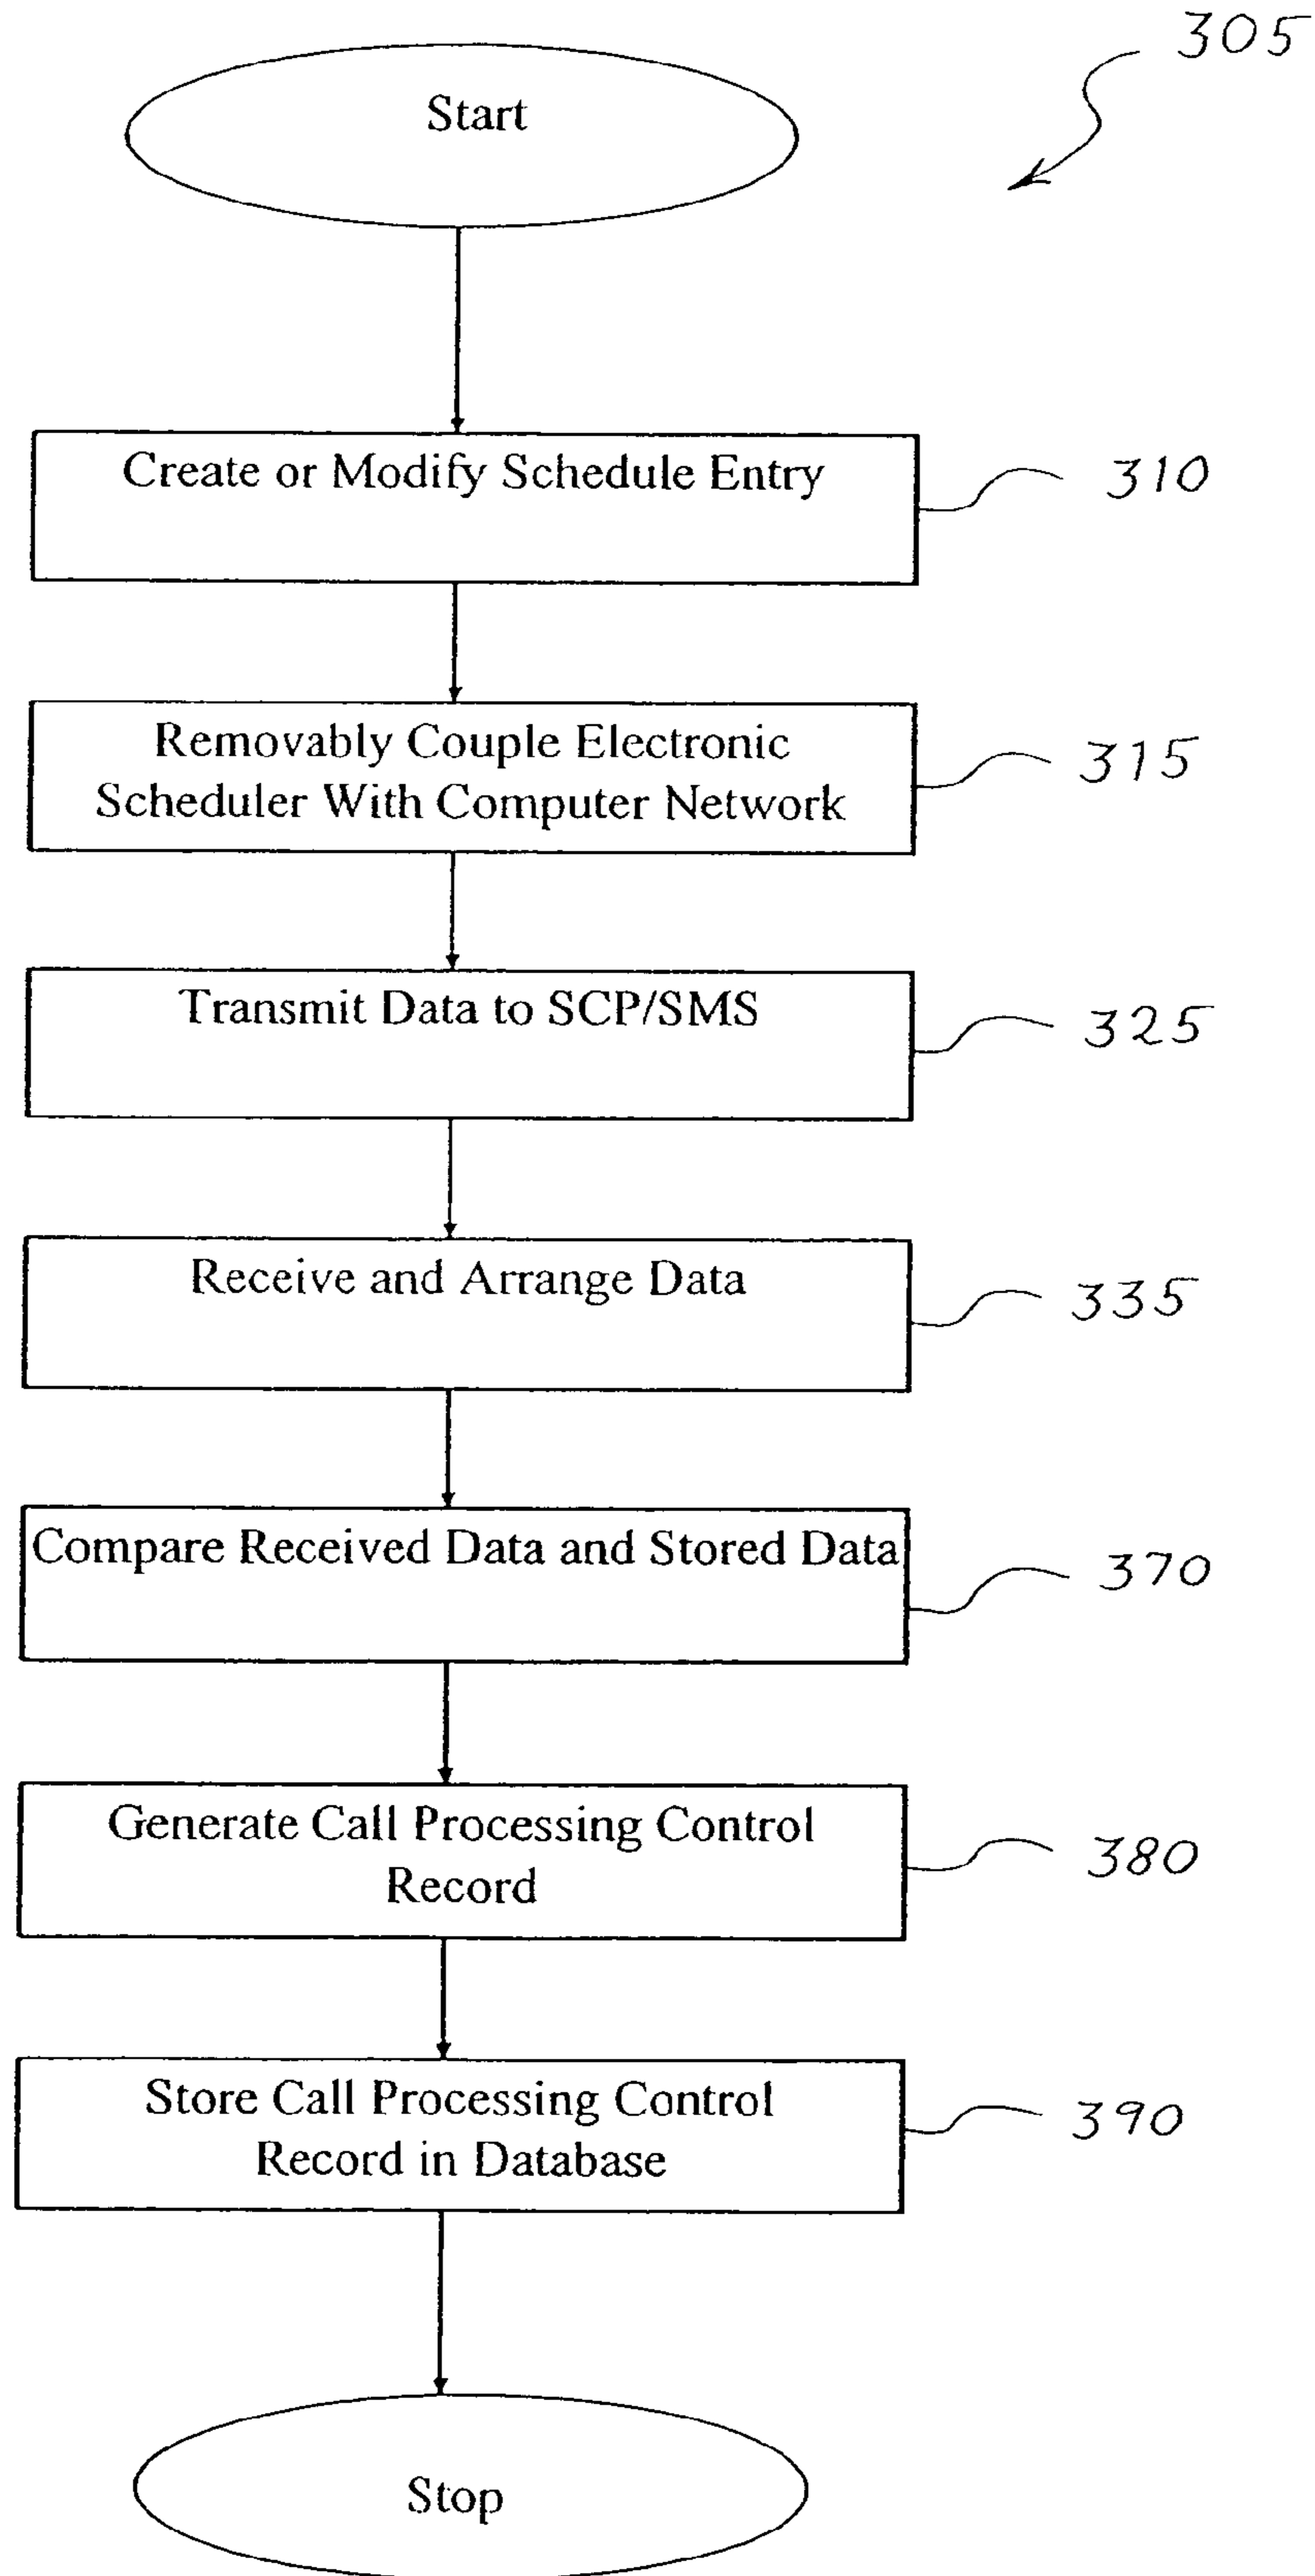 305
Start
Create or Modify Schedule Entry
310
Removably Couple Electronic
Scheduler With Computer Network
315
Transmit Data to SCP/SMS
325
Receive and Arrange Data
335
Compare Received Data and Stored Data
370
Generate Call Processing Control
Record
380
Store Call Processing Control
Record in Database
390
Stop